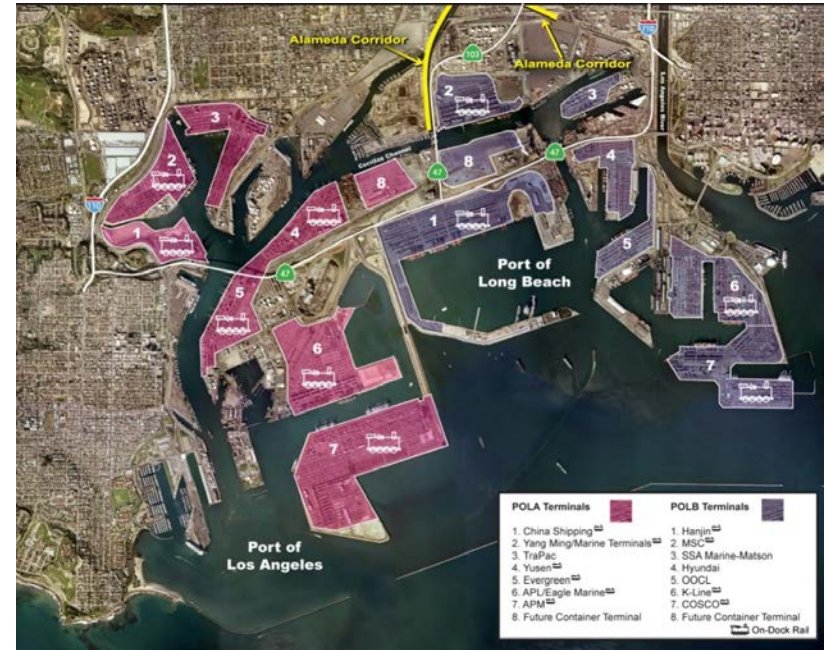 Alameda Corridor
103
Alameda Corridor
710
Los Angeles River
3
2
3
2
Cerritos Channel
47
8
47
4
8
110
1
4
1
5
47
5
Port of
Long Beach
6
6
7
7
Port of
Los Angeles
POLA Terminals
1. China Shipping
2. Yang Ming/Marine Terminals
3. TraPac
4. Yusen
5. Evergreen
6. APL/Eagle Marine
7. APM
8. Future Container Terminal
POLB Terminals
1. Hanjin
2. MSC
3. SSA Marine-Matson
4. Hyundai
5. OOCL
6. K-Line
7. COSCO
8. Future Container Terminal
On-Dock Rail